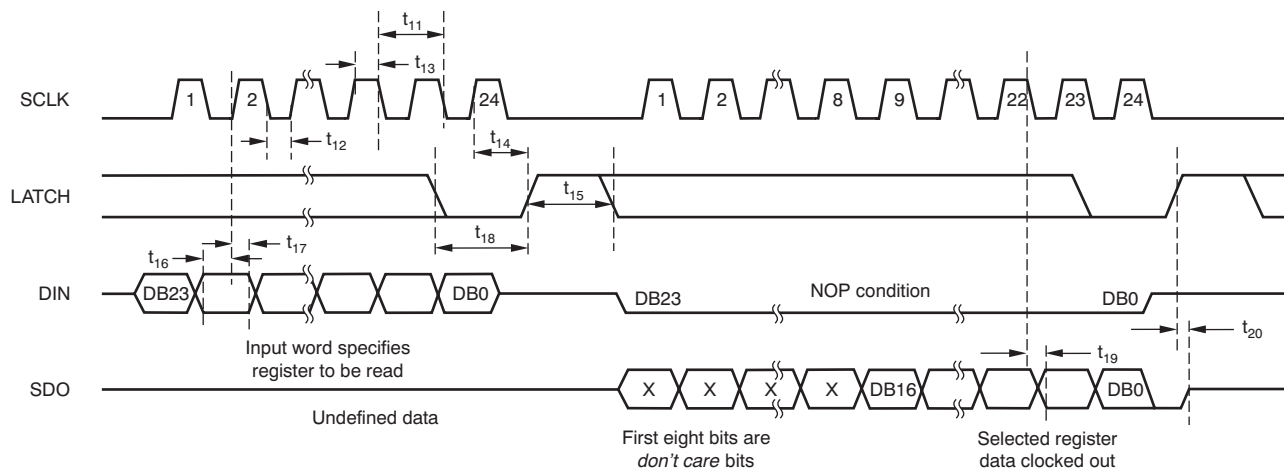 t11
t13
SCLK 1 2 24 1 2 8 9 22 23 24
t12
t14
LATCH
t15
t18
t16 t17
DIN DB23 DB0 DB23 NOP condition DB0
t20
Input word specifies
register to be read
t19
SDO X X X X DB16 DB0
Undefined data
First eight bits are
don't care bits
Selected register
data clocked out